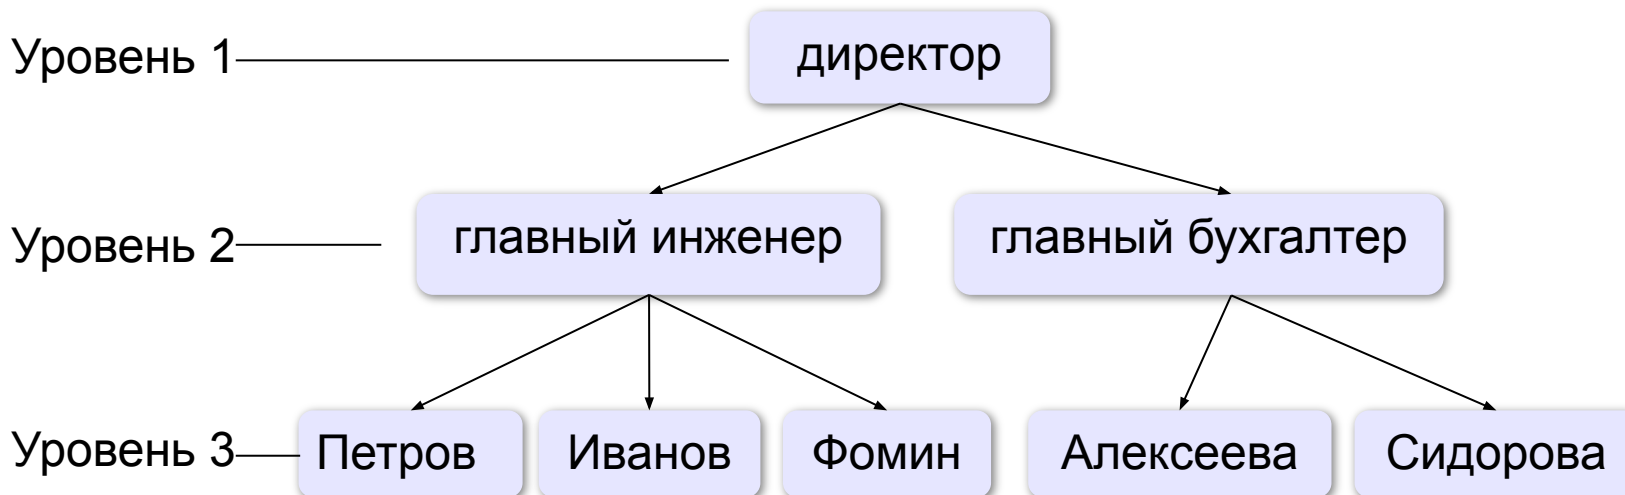 Уровень 1 директор
Уровень 2 главный инженер главный бухгалтер
Уровень 3 Петров Иванов Фомин Алексеева Сидорова